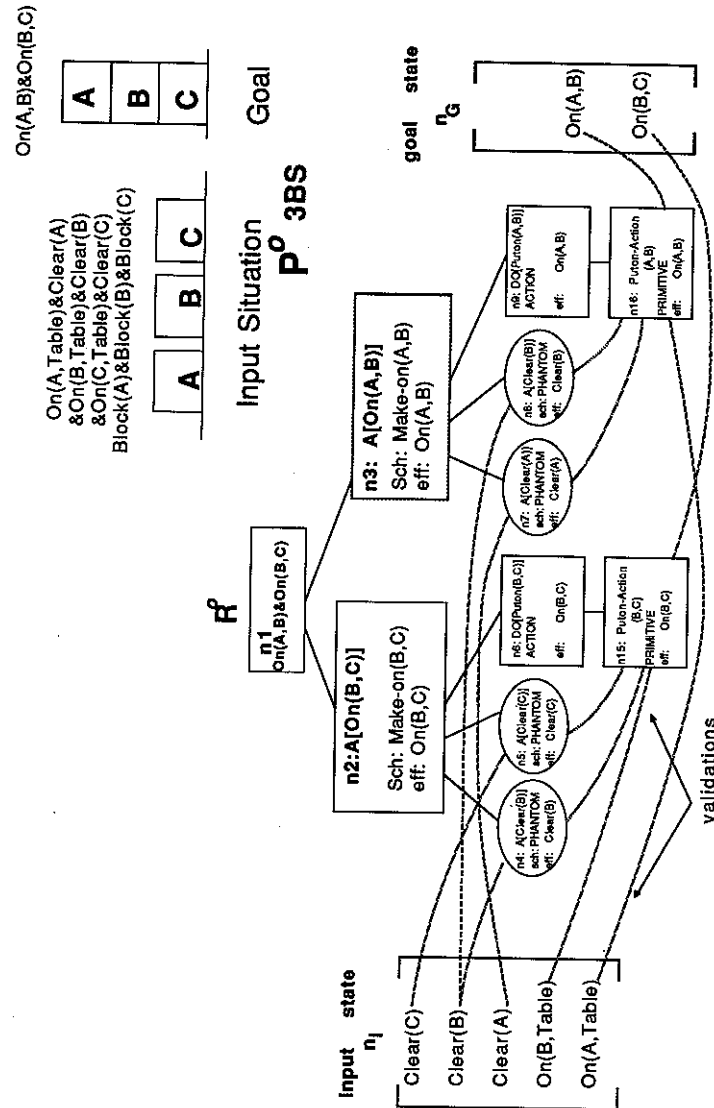 On(A,Table)&Clear(A)
&On(B,Table)&Clear(B)
&On(C,Table)&Clear(C)
Block(A)&Block(B)&Block(C)
A
B
C
Input Situation
On(A,B)&On(B,C)
A
B
C
Goal
P° 3BS
R°
n1
On(A,B)&On(B,C)
n2:A[On(B,C)]
Sch: Make-on(B,C)
eff: On(B,C)
n3: A[On(A,B)]
Sch: Make-on(A,B)
eff: On(A,B)
n4: A[Clear(B)]
sch: PHANTOM
eff: Clear(B)
n5: A[Clear(C)]
sch: PHANTOM
eff: Clear(C)
n6: DO[Puton(B,C)]
ACTION
eff: On(B,C)
n7: A[Clear(A)]
sch: PHANTOM
eff: Clear(A)
n8: A[Clear(B)]
sch: PHANTOM
eff: Clear(B)
n9: DO[Puton(A,B)]
ACTION
eff: On(A,B)
n15: Puton-Action
(B,C)
PRIMITIVE
eff: On(B,C)
n16: Puton-Action
(A,B)
PRIMITIVE
eff: On(A,B)
Input state
nI
Clear(C)
Clear(B)
Clear(A)
On(B,Table)
On(A,Table)
validations
goal state
nG
On(A,B)
On(B,C)